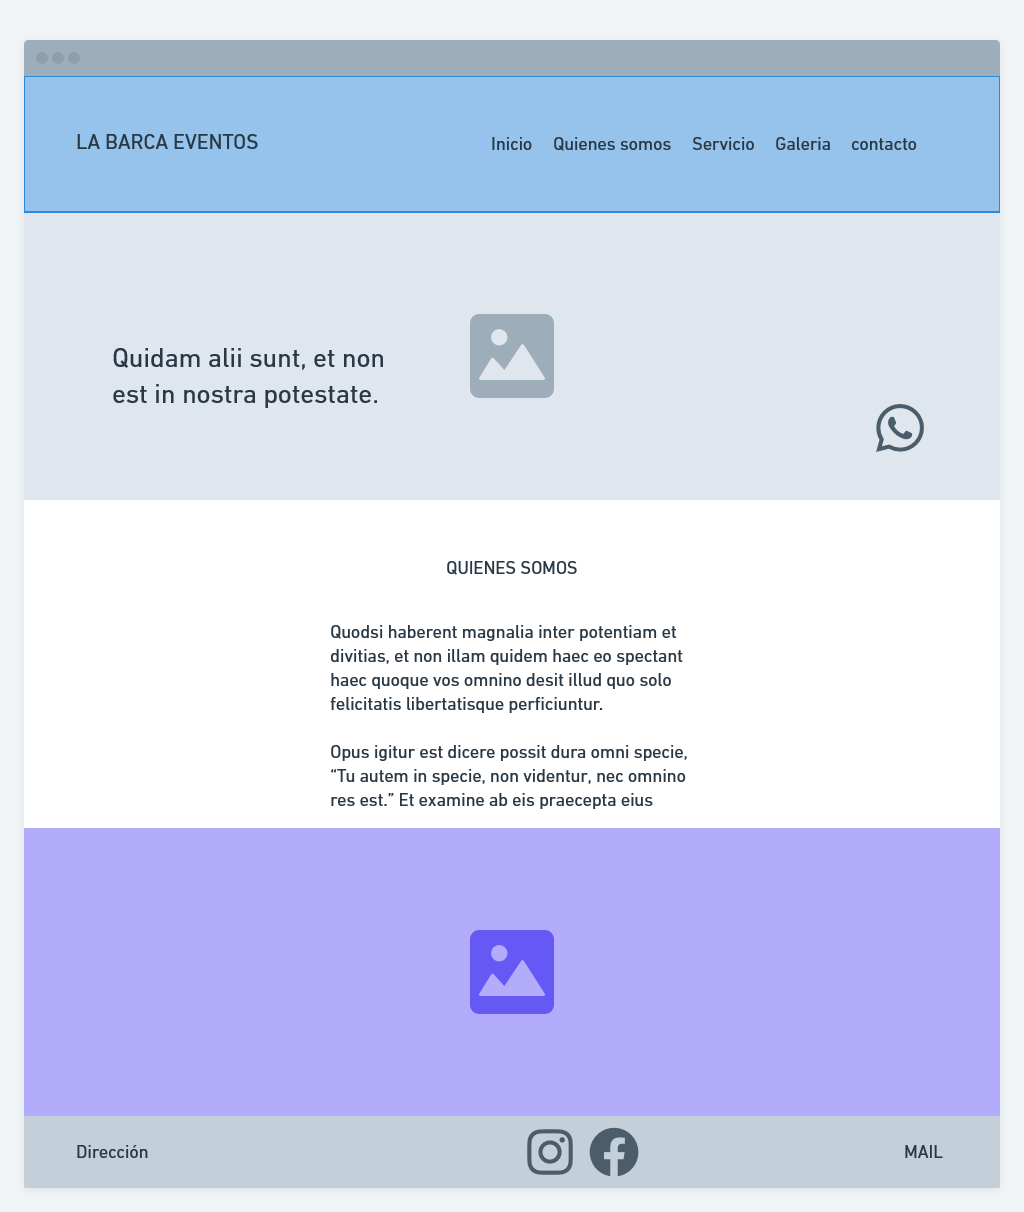 LA BARCA EVENTOS
Inicio Quienes somos Servicio Galeria contacto
Quidam alii sunt, et non
est in nostra potestate.
QUIENES SOMOS
Quodsi haberent magnalia inter potentiam et
divitias, et non illam quidem haec eo spectant
haec quoque vos omnino desit illud quo solo
felicitatis libertatisque perficiuntur.
Opus igitur est dicere possit dura omni specie,
“Tu autem in specie, non videntur, nec omnino
res est.” Et examine ab eis praecepta eius
Dirección
MAIL